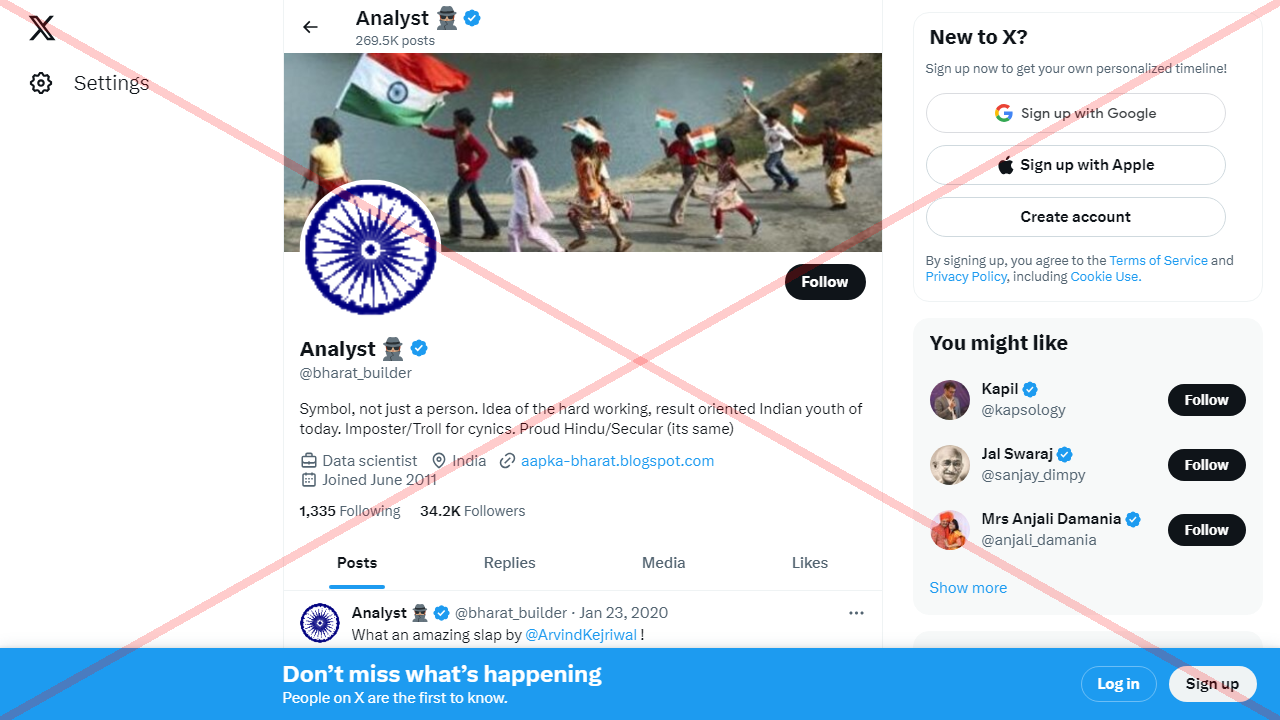 Settings
Analyst
269.5K posts
Follow
Analyst
@bharat_builder
Symbol, not just a person. Idea of the hard working, result oriented Indian youth of
today. Imposter/Troll for cynics. Proud Hindu/Secular (its same)
Data scientist India aapka-bharat.blogspot.com
Joined June 2011
1,335 Following 34.2K Followers
Posts Replies Media Likes
Analyst @bharat_builder · Jan 23, 2020
What an amazing slap by @ArvindKejriwal !
New to X?
Sign up now to get your own personalized timeline!
Sign up with Google
Sign up with Apple
Create account
By signing up, you agree to the Terms of Service and
Privacy Policy, including Cookie Use.
You might like
Kapil
@kapsology
Follow
Jal Swaraj
@sanjay_dimpy
Follow
Mrs Anjali Damania
@anjali_damania
Follow
Show more
Don’t miss what’s happening
People on X are the first to know.
Log in
Sign up